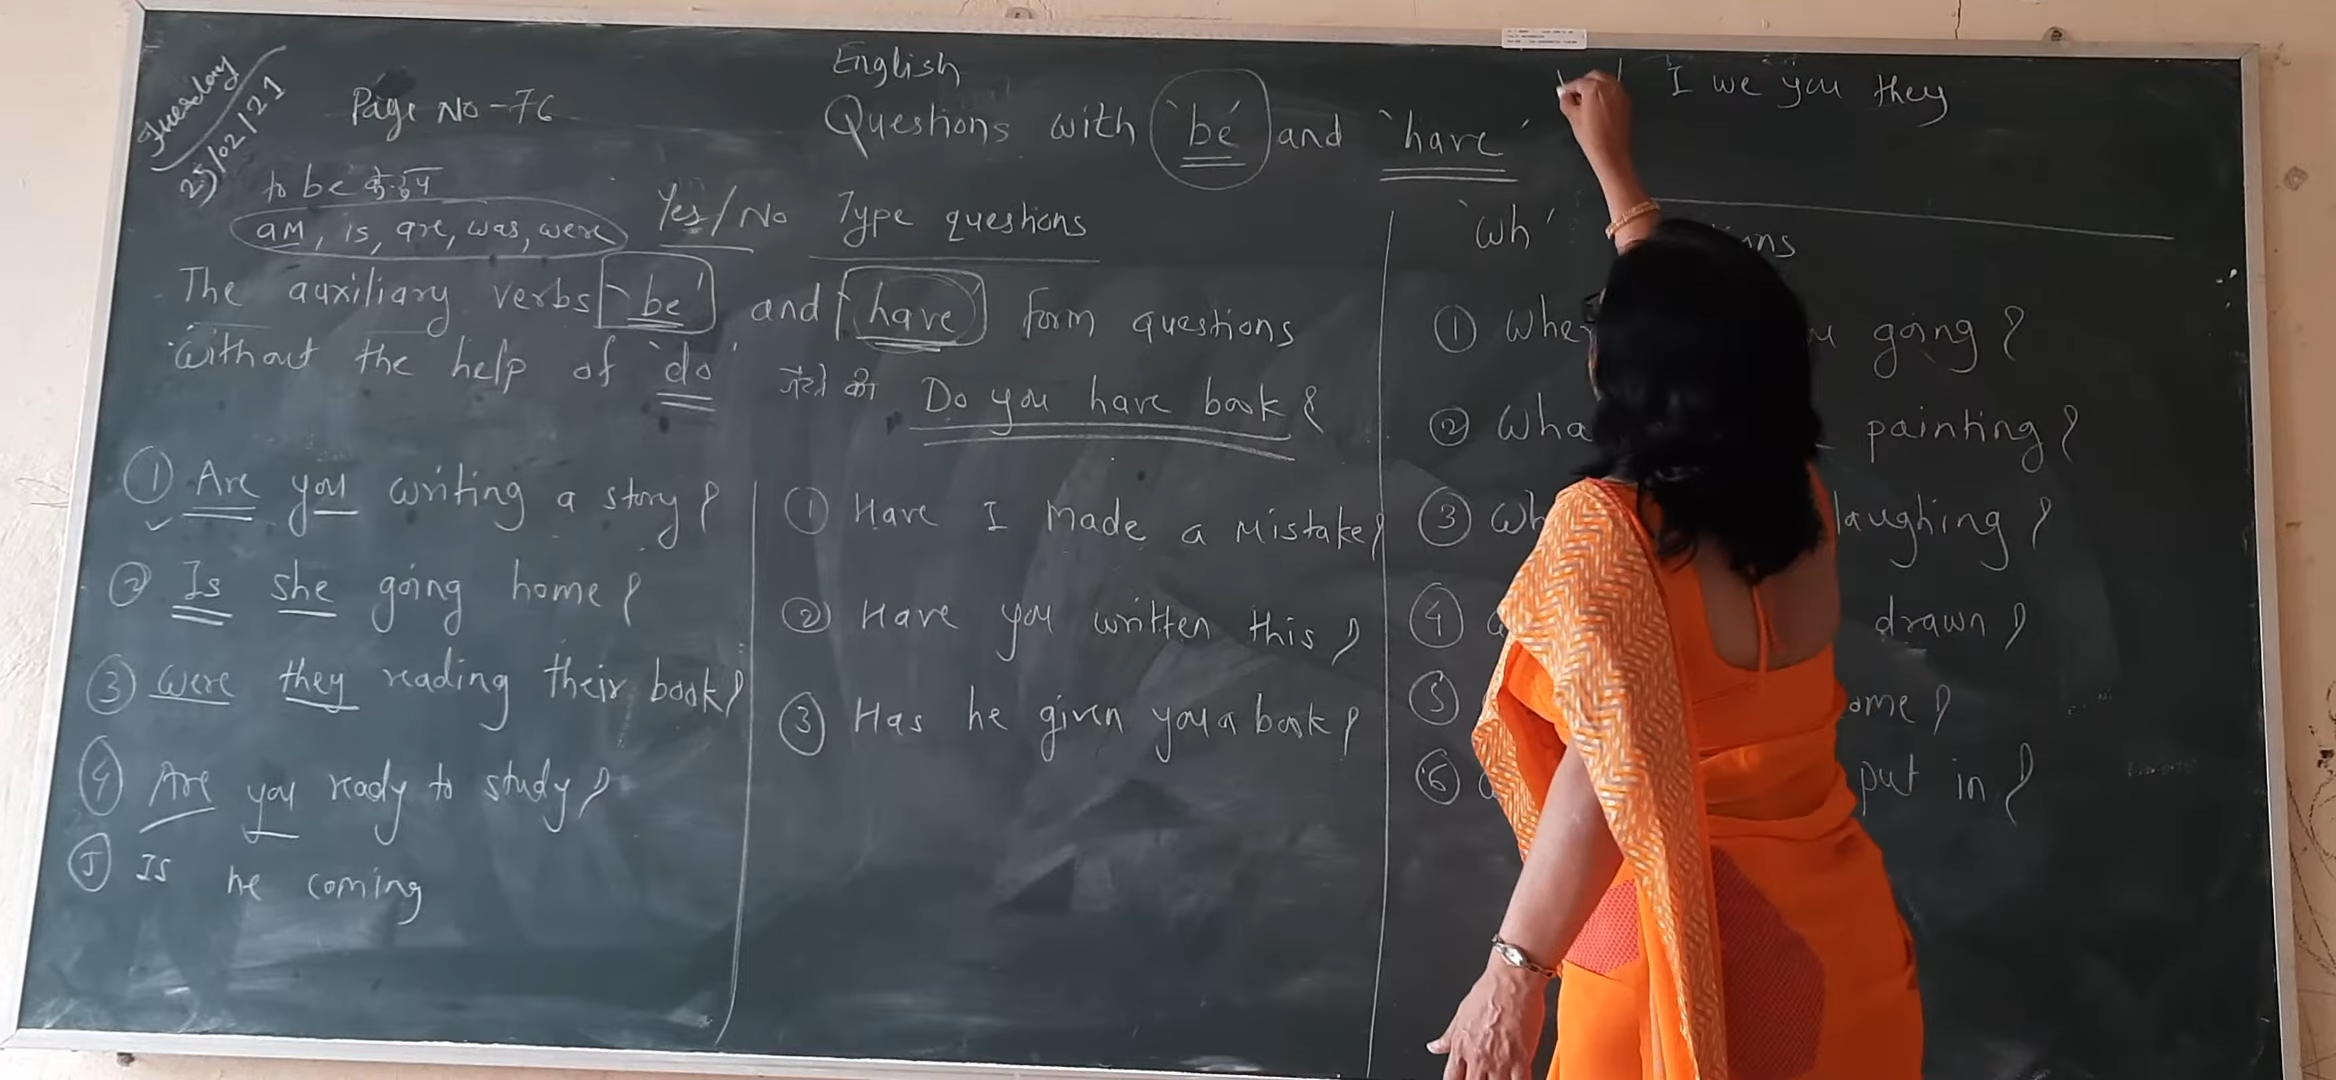 Tuesday
25/02/21
Page No-76
English
Questions with 'be' and 'have'
I we you they
to be
am, is, are, was, were
Yes/No Type questions
The auxiliary verbs 'be' and 'have' form questions
without the help of 'do'
Do you have book?
① Are you writing a story?
② Is she going home?
③ Were they reading their book?
④ Are you ready to study?
⑤ Is he coming
① Have I made a mistake?
② Have you written this?
③ Has he given you a book?
'wh'
① going?
② painting?
③ laughing?
④ drawn?
⑤
⑥ put in?